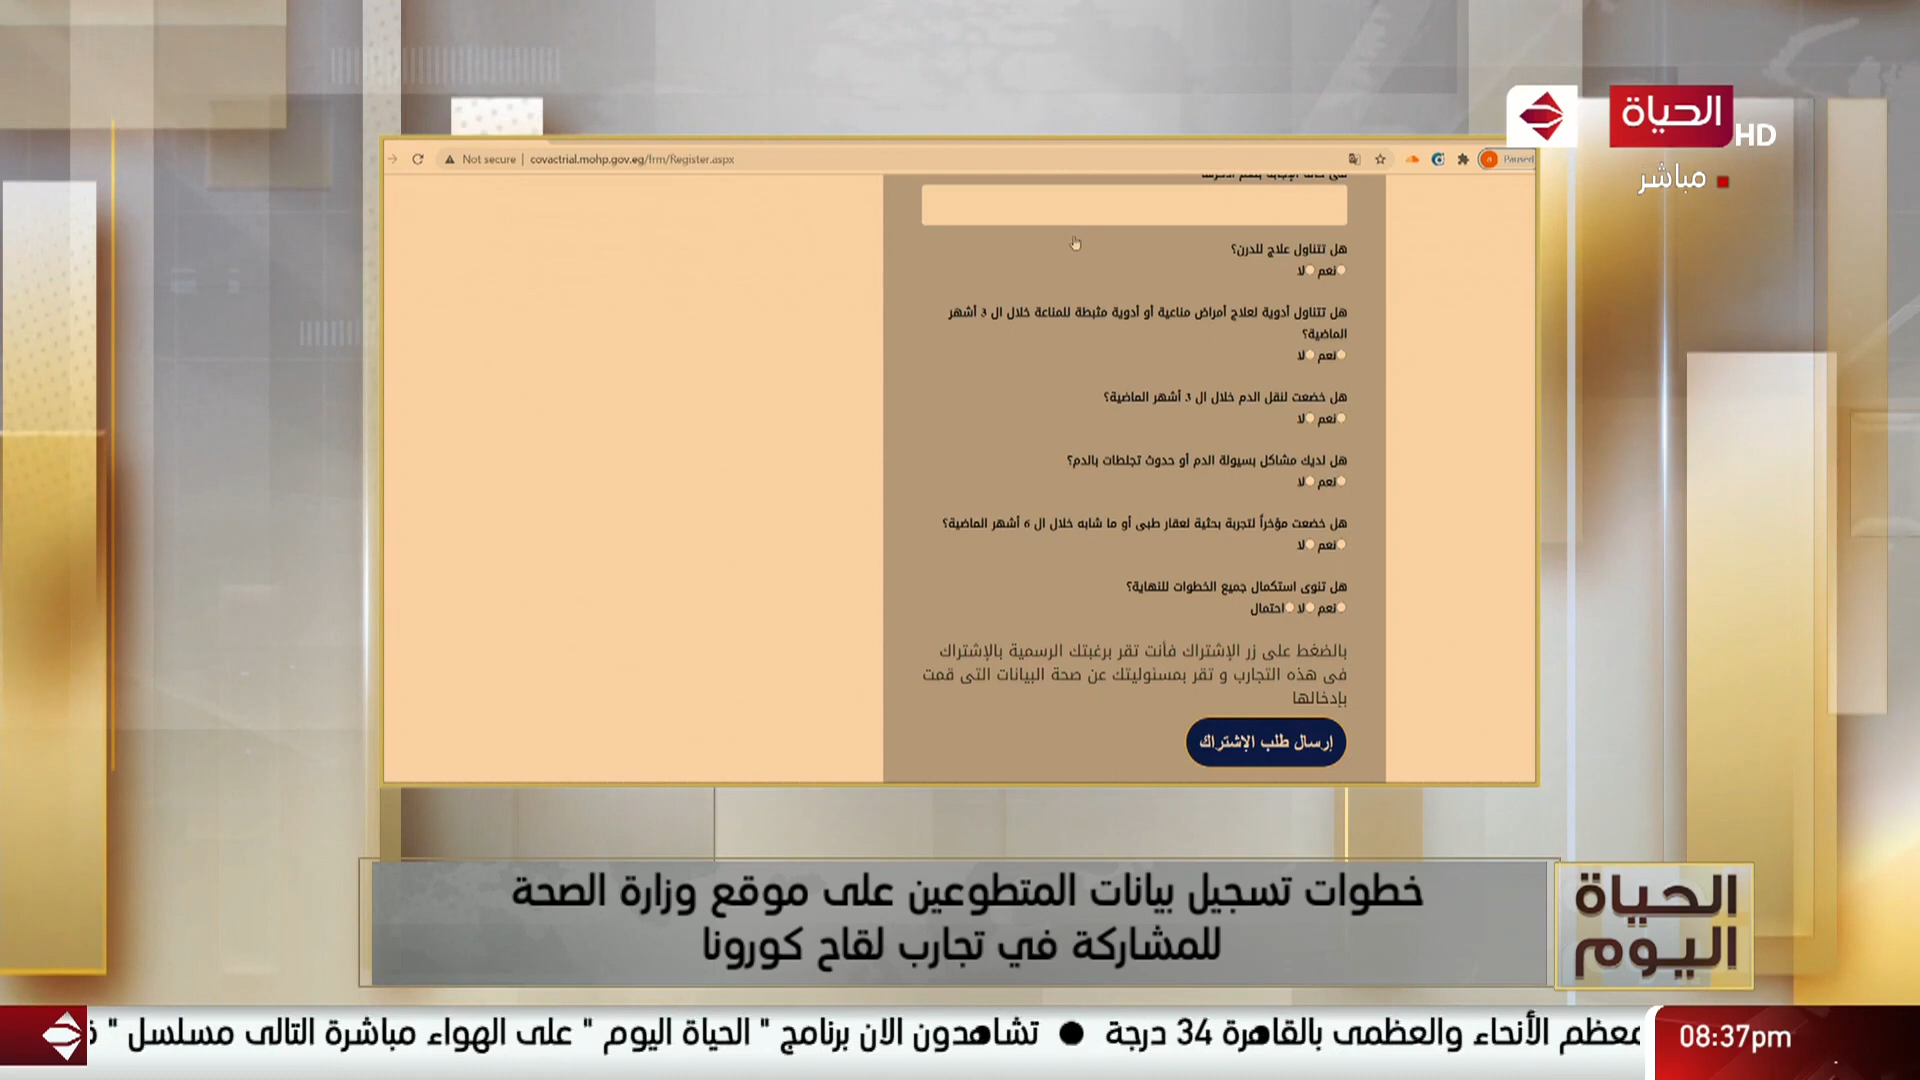 الحياة
HD
مباشر
Not secure | covactrial.mohp.gov.eg/frm/Register.aspx
Paused
هل تتناول علاج للدرن؟
نعم لا
هل تتناول أدوية لعلاج أمراض مناعية أو أدوية مثبطة للمناعة خلال ال 3 أشهر
الماضية؟
نعم لا
هل خضعت لنقل الدم خلال ال 3 أشهر الماضية؟
نعم لا
هل لديك مشاكل بسيولة الدم أو حدوث تجلطات بالدم؟
نعم لا
هل خضعت مؤخراً لتجربة بحثية لعقار طبى أو ما شابه خلال ال 6 أشهر الماضية؟
نعم لا
هل تنوى استكمال جميع الخطوات للنهاية؟
نعم لا احتمال
بالضغط على زر الإشتراك فأنت تقر برغبتك الرسمية بالإشتراك
فى هذه التجارب و تقر بمسئوليتك عن صحة البيانات التى قمت
بإدخالها
إرسال طلب الإشتراك
خطوات تسجيل بيانات المتطوعين على موقع وزارة الصحة
للمشاركة في تجارب لقاح كورونا
الحياة
اليوم
معظم الأنحاء والعظمى بالقاهرة 34 درجة ● تشاهدون الان برنامج " الحياة اليوم " على الهواء مباشرة التالى مسلسل "
08:37pm